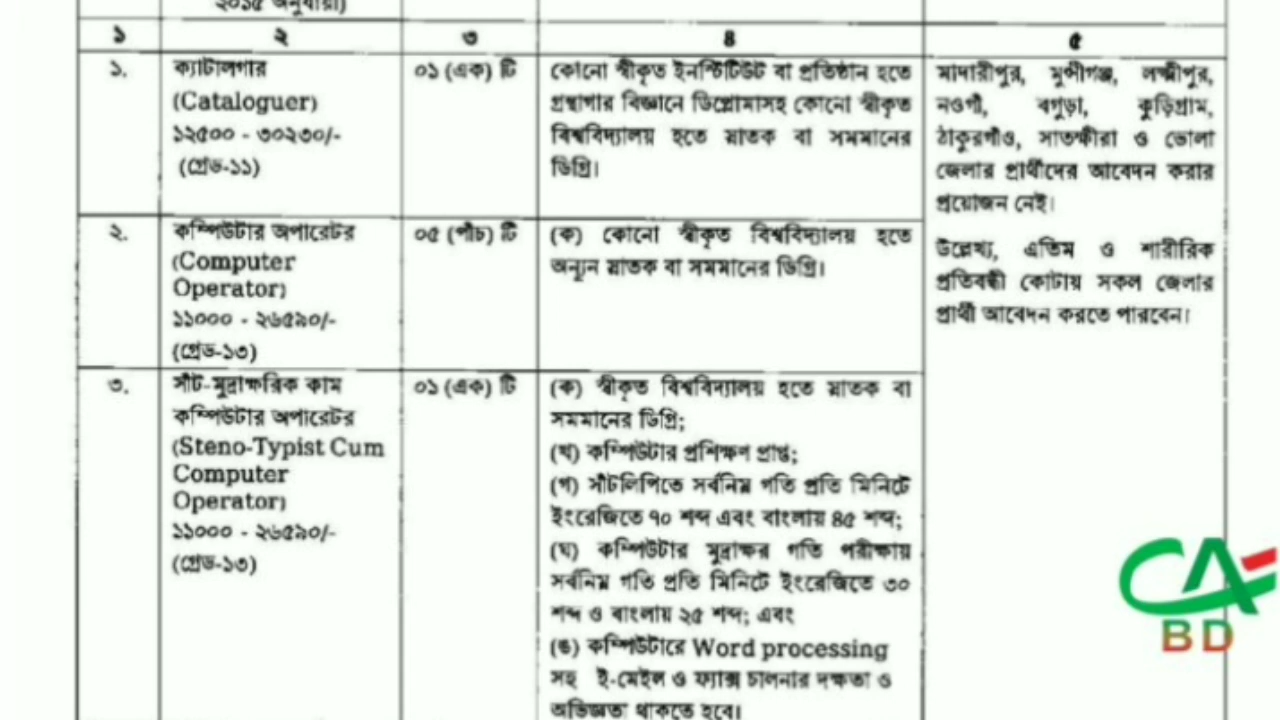 ২০১৫ অনুযায়ী)
১ ২ ৩ ৪ ৫
১.
ক্যাটালগার
(Cataloguer)
১২৫০০ - ৩০২৩০/-
(গ্রেড-১১)
০১ (এক) টি
কোনো স্বীকৃত ইনস্টিটিউট বা প্রতিষ্ঠান হতে
গ্রন্থাগার বিজ্ঞানে ডিপ্লোমাসহ কোনো স্বীকৃত
বিশ্ববিদ্যালয় হতে স্নাতক বা সমমানের
ডিগ্রি।
মাদারীপুর, মুন্সীগঞ্জ, লক্ষ্মীপুর,
নওগাঁ, বগুড়া, কুড়িগ্রাম,
ঠাকুরগাঁও, সাতক্ষীরা ও ভোলা
জেলার প্রার্থীদের আবেদন করার
প্রয়োজন নেই।
উল্লেখ্য, এতিম ও শারীরিক
প্রতিবন্ধী কোটায় সকল জেলার
প্রার্থী আবেদন করতে পারবেন।
২.
কম্পিউটার অপারেটর
(Computer
Operator)
১১০০০ - ২৬৫৯০/-
(গ্রেড-১৩)
০৫ (পাঁচ) টি
(ক) কোনো স্বীকৃত বিশ্ববিদ্যালয় হতে
অন্যূন স্নাতক বা সমমানের ডিগ্রি।
৩.
সাঁট-মুদ্রাক্ষরিক কাম
কম্পিউটার অপারেটর
(Steno-Typist Cum
Computer
Operator)
১১০০০ - ২৬৫৯০/-
(গ্রেড-১৩)
০১ (এক) টি
(ক) স্বীকৃত বিশ্ববিদ্যালয় হতে স্নাতক বা
সমমানের ডিগ্রি;
(খ) কম্পিউটার প্রশিক্ষণ প্রাপ্ত;
(গ) সাঁটলিপিতে সর্বনিম্ন গতি প্রতি মিনিটে
ইংরেজিতে ৭০ শব্দ এবং বাংলায় ৪৫ শব্দ;
(ঘ) কম্পিউটার মুদ্রাক্ষর গতি পরীক্ষায়
সর্বনিম্ন গতি প্রতি মিনিটে ইংরেজিতে ৩০
শব্দ ও বাংলায় ২৫ শব্দ; এবং
(ঙ) কম্পিউটারে Word processing
সহ ই-মেইল ও ফ্যাক্স চালনার দক্ষতা ও
অভিজ্ঞতা থাকতে হবে।
CA
BD